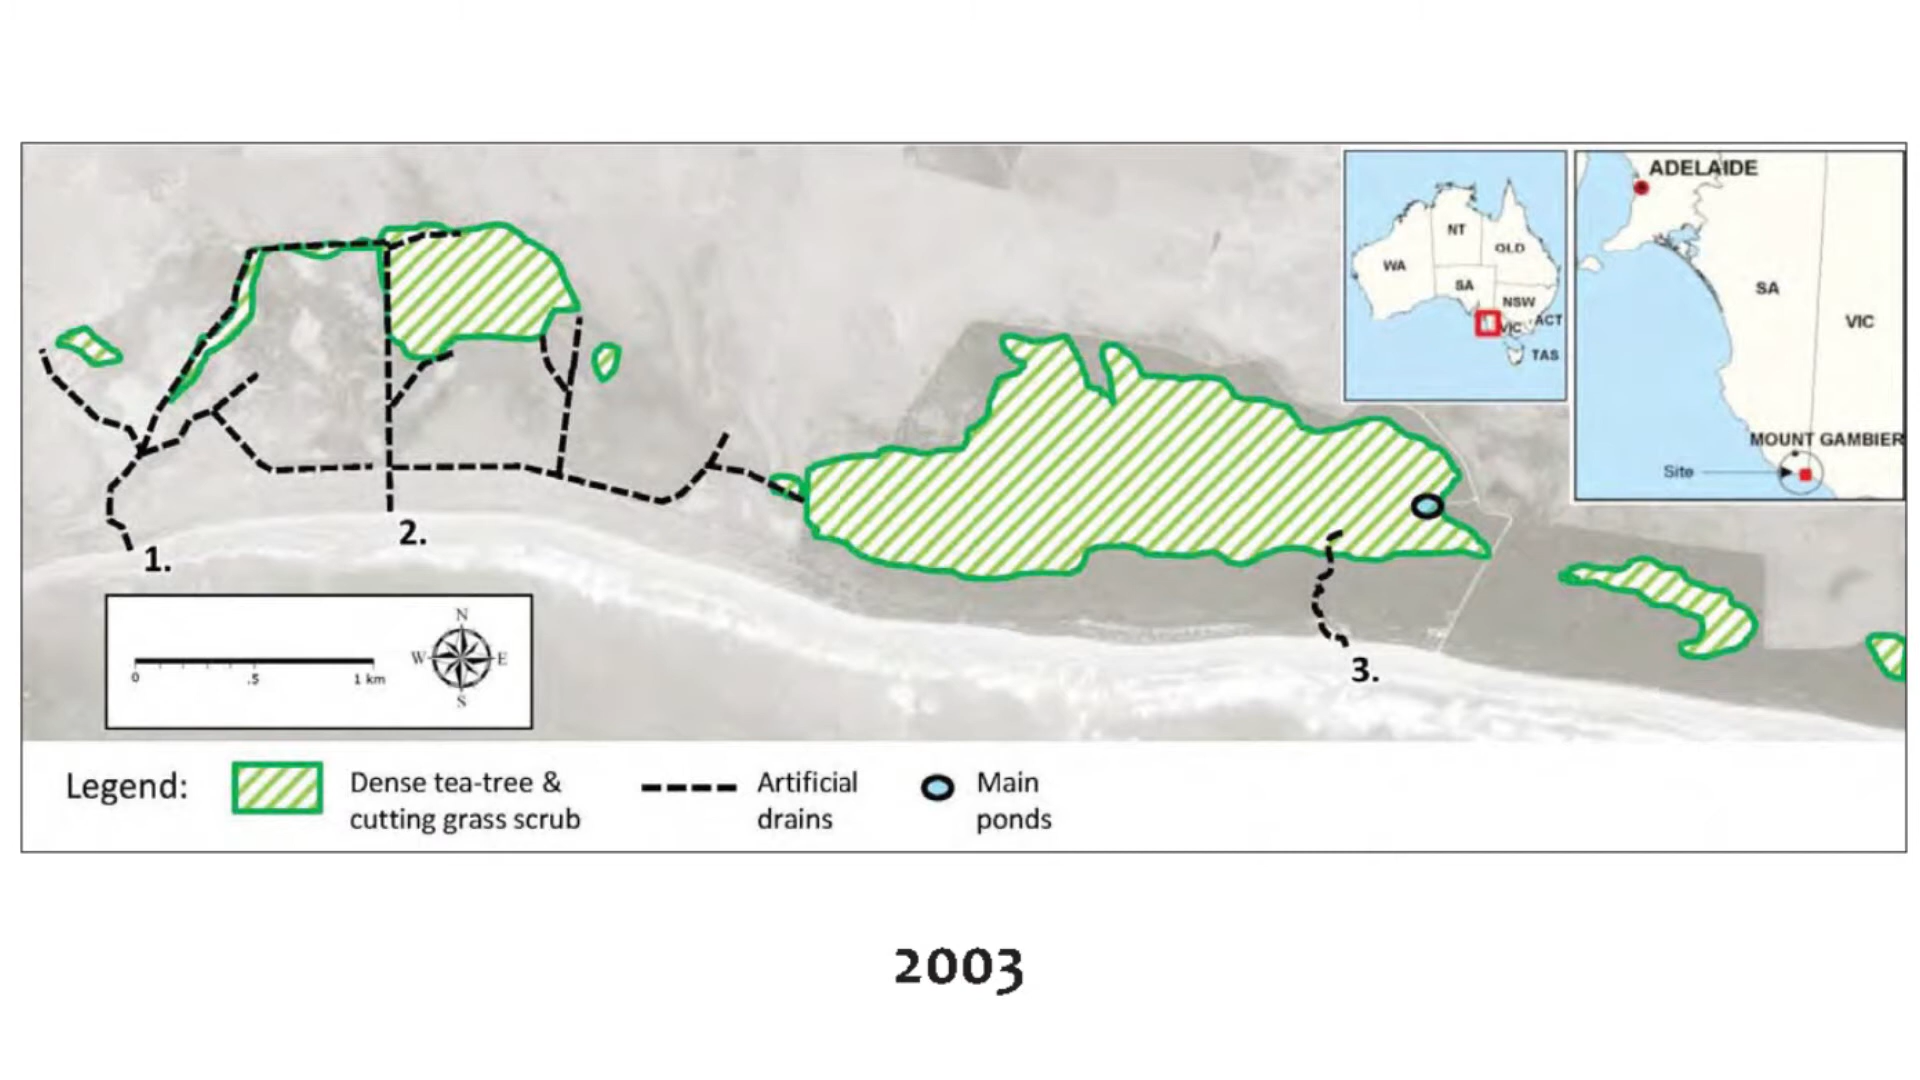 ADELAIDE
NT
QLD
WA
SA
NSW
VIC
ACT
TAS
SA
VIC
MOUNT GAMBIER
Site
1.
2.
3.
N
W
E
S
0
.5
1 km
Legend:
Dense tea-tree &
cutting grass scrub
Artificial
drains
Main
ponds
2003